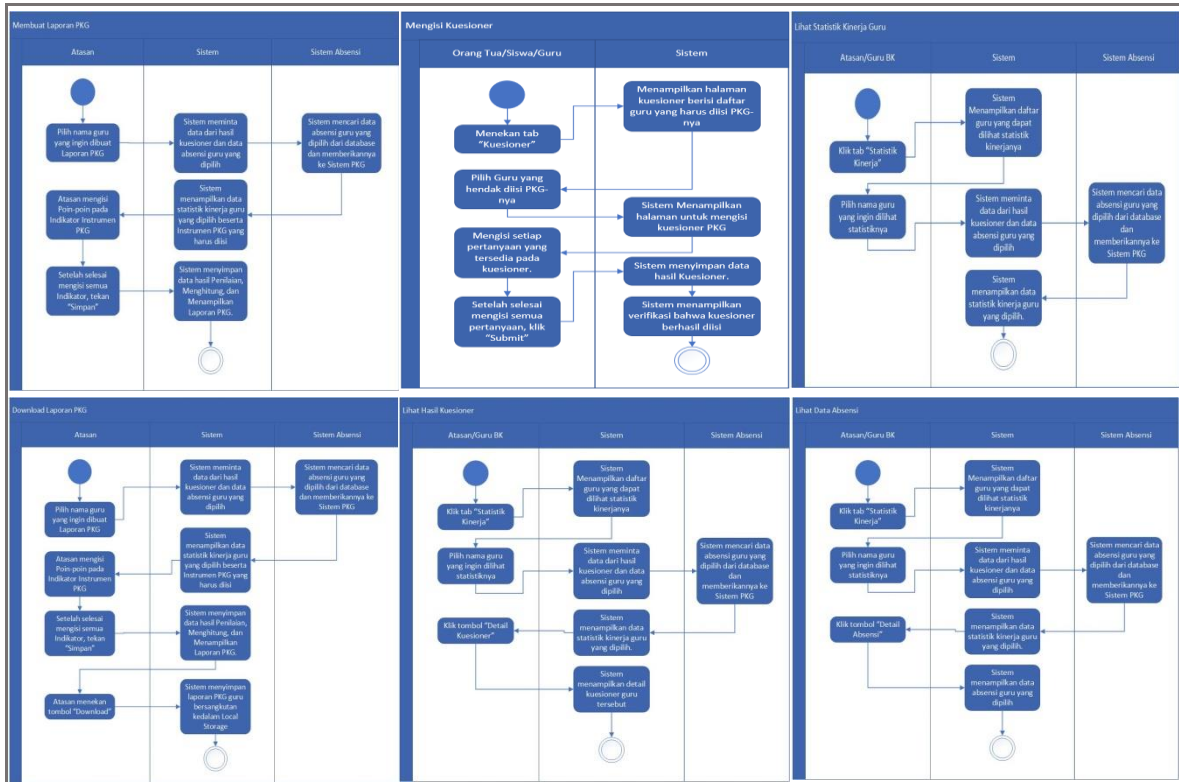 Membuat Laporan PKG
Atasan
Sistem
Sistem Absensi
Pilih nama guru
yang ingin dibuat
Laporan PKG
Sistem meminta
data dari hasil
kuesioner dan data
absensi guru yang
dipilih
Sistem mencari data
absensi guru yang
dipilih dari database
dan memberikannya
ke Sistem PKG
Sistem
menampilkan data
statistik kinerja guru
yang dipilih beserta
Instrumen PKG yang
harus diisi
Atasan mengisi
Poin-poin pada
Indikator Instrumen
PKG
Setelah selesai
mengisi semua
Indikator, tekan
“Simpan”
Sistem menyimpan
data hasil Penilaian,
Menghitung, dan
Menampilkan
Laporan PKG.
Mengisi Kuesioner
Orang Tua/Siswa/Guru
Sistem
Menekan tab
“Kuesioner”
Menampilkan halaman
kuesioner berisi daftar
guru yang harus diisi PKG-
nya
Pilih Guru yang
hendak diisi PKG-
nya
Sistem Menampilkan
halaman untuk mengisi
kuesioner PKG
Mengisi setiap
pertanyaan yang
tersedia pada
kuesioner.
Setelah selesai
mengisi semua
pertanyaan, klik
“Submit”
Sistem menyimpan data
hasil Kuesioner.
Sistem menampilkan
verifikasi bahwa kuesioner
berhasil diisi
Lihat Statistik Kinerja Guru
Atasan/Guru BK
Sistem
Sistem Absensi
Klik tab “Statistik
Kinerja”
Sistem
Menampilkan daftar
guru yang dapat
dilihat statistik
kinerjanya
Pilih nama guru
yang ingin dilihat
statistiknya
Sistem meminta
data dari hasil
kuesioner dan data
absensi guru yang
dipilih
Sistem mencari data
absensi guru yang
dipilih dari database
dan
memberikannya ke
Sistem PKG
Sistem
menampilkan data
statistik kinerja guru
yang dipilih.
Download Laporan PKG
Atasan
Sistem
Sistem Absensi
Pilih nama guru
yang ingin dibuat
Laporan PKG
Sistem meminta
data dari hasil
kuesioner dan data
absensi guru yang
dipilih
Sistem mencari data
absensi guru yang
dipilih dari database
dan memberikannya ke
Sistem PKG
Sistem
menampilkan data
statistik kinerja guru
yang dipilih beserta
Instrumen PKG yang
harus diisi
Atasan mengisi
Poin-poin pada
Indikator Instrumen
PKG
Setelah selesai
mengisi semua
Indikator, tekan
“Simpan”
Sistem menyimpan
data hasil Penilaian,
Menghitung, dan
Menampilkan
Laporan PKG.
Atasan menekan
tombol “Download”
Sistem menyimpan
laporan PKG guru
bersangkutan
kedalam Local
Storage
Lihat Hasil Kuesioner
Atasan/Guru BK
Sistem
Sistem Absensi
Klik tab “Statistik
Kinerja”
Sistem
Menampilkan daftar
guru yang dapat
dilihat statistik
kinerjanya
Pilih nama guru
yang ingin dilihat
statistiknya
Sistem meminta
data dari hasil
kuesioner dan data
absensi guru yang
dipilih
Sistem mencari data
absensi guru yang
dipilih dari database
dan
memberikannya ke
Sistem PKG
Klik tombol “Detail
Kuesioner”
Sistem
menampilkan data
statistik kinerja guru
yang dipilih.
Sistem
menampilkan detail
kuesioner guru
tersebut
Lihat Data Absensi
Atasan/Guru BK
Sistem
Sistem Absensi
Klik tab “Statistik
Kinerja”
Sistem
Menampilkan daftar
guru yang dapat
dilihat statistik
kinerjanya
Pilih nama guru
yang ingin dilihat
statistiknya
Sistem meminta
data dari hasil
kuesioner dan data
absensi guru yang
dipilih
Sistem mencari data
absensi guru yang
dipilih dari database
dan
memberikannya ke
Sistem PKG
Klik tombol “Detail
Absensi”
Sistem
menampilkan data
statistik kinerja guru
yang dipilih.
Sistem
menampilkan data
absensi guru yang
dipilih